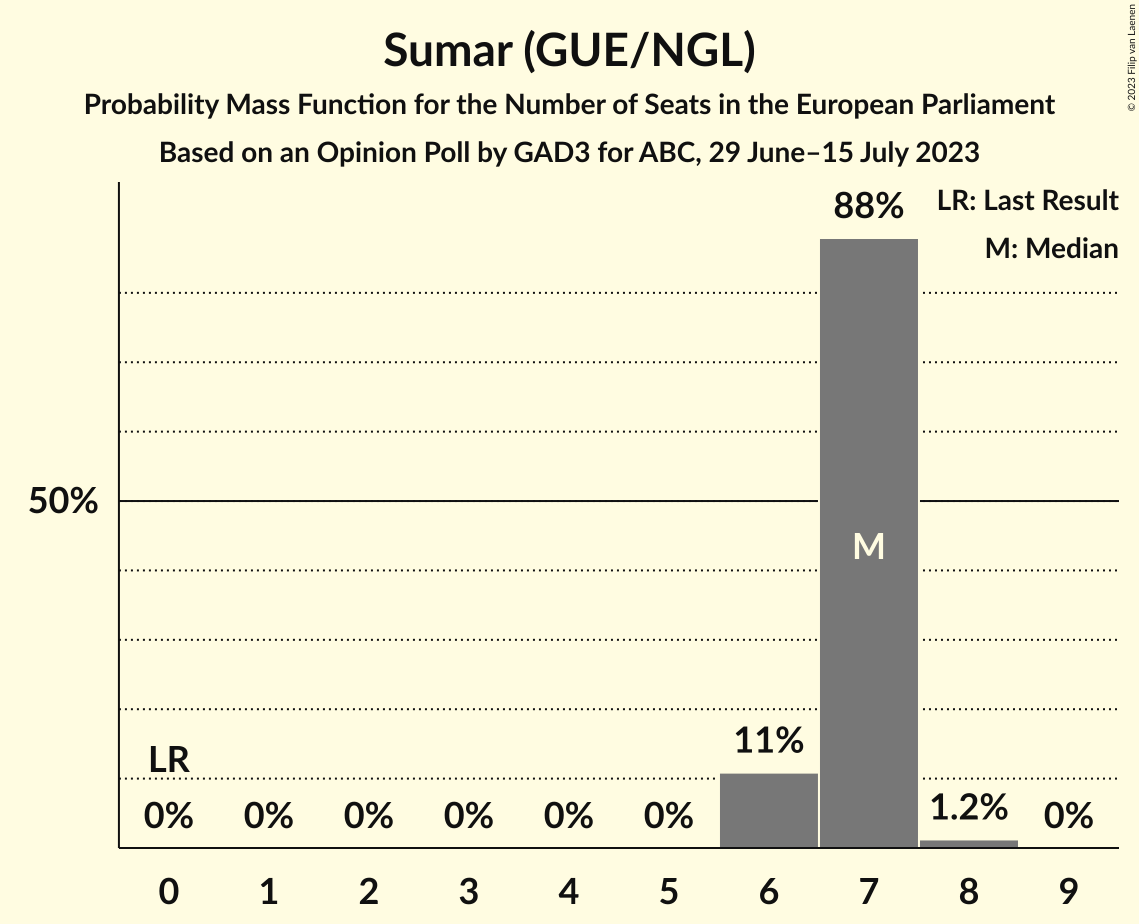 Sumar (GUE/NGL)
Probability Mass Function for the Number of Seats in the European Parliament
Based on an Opinion Poll by GAD3 for ABC, 29 June–15 July 2023
© 2023 Filip van Laenen
LR: Last Result
M: Median
88%
50%
M
11%
LR
1.2%
0% 0% 0% 0% 0% 0% 0%
0 1 2 3 4 5 6 7 8 9